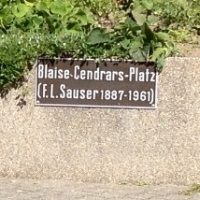 Blaise-Cendrars-Platz
(F.L.Sauser 1887-1961)